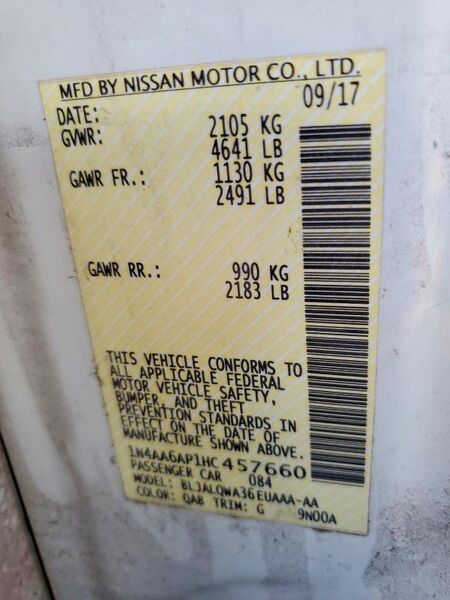 MFD BY NISSAN MOTOR CO., LTD.
DATE: 09/17
GVWR: 2105 KG
4641 LB
GAWR FR.: 1130 KG
2491 LB
GAWR RR.: 990 KG
2183 LB
THIS VEHICLE CONFORMS TO
ALL APPLICABLE FEDERAL
MOTOR VEHICLE SAFETY,
BUMPER, AND THEFT
PREVENTION STANDARDS IN
EFFECT ON THE DATE OF
MANUFACTURE SHOWN ABOVE.
1N4AA6AP1HC457660
PASSENGER CAR 084
MODEL: BLJALQWA36EUAAA-AA
COLOR: QAB TRIM: G 9N00A